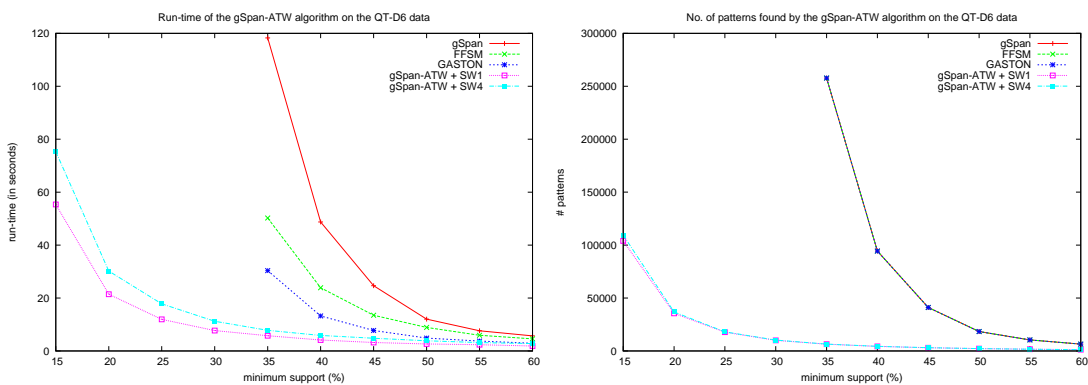 Run-time of the gSpan-ATW algorithm on the QT-D6 data
120
100
80
60
40
20
0
run-time (in seconds)
gSpan
FFSM
GASTON
gSpan-ATW + SW1
gSpan-ATW + SW4
15 20 25 30 35 40 45 50 55 60
minimum support (%)
No. of patterns found by the gSpan-ATW algorithm on the QT-D6 data
300000
250000
200000
150000
100000
50000
0
# patterns
gSpan
FFSM
GASTON
gSpan-ATW + SW1
gSpan-ATW + SW4
15 20 25 30 35 40 45 50 55 60
minimum support (%)